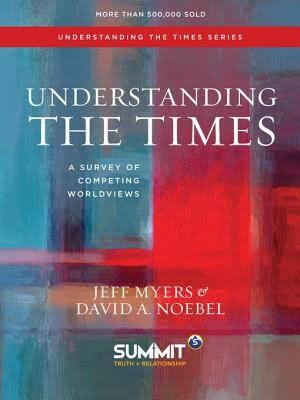 MORE THAN 500,000 SOLD
UNDERSTANDING THE TIMES SERIES
UNDERSTANDING
THE TIMES
A SURVEY OF
COMPETING
WORLDVIEWS
JEFF MYERS &
DAVID A. NOEBEL
SUMMIT S
TRUTH + RELATIONSHIP